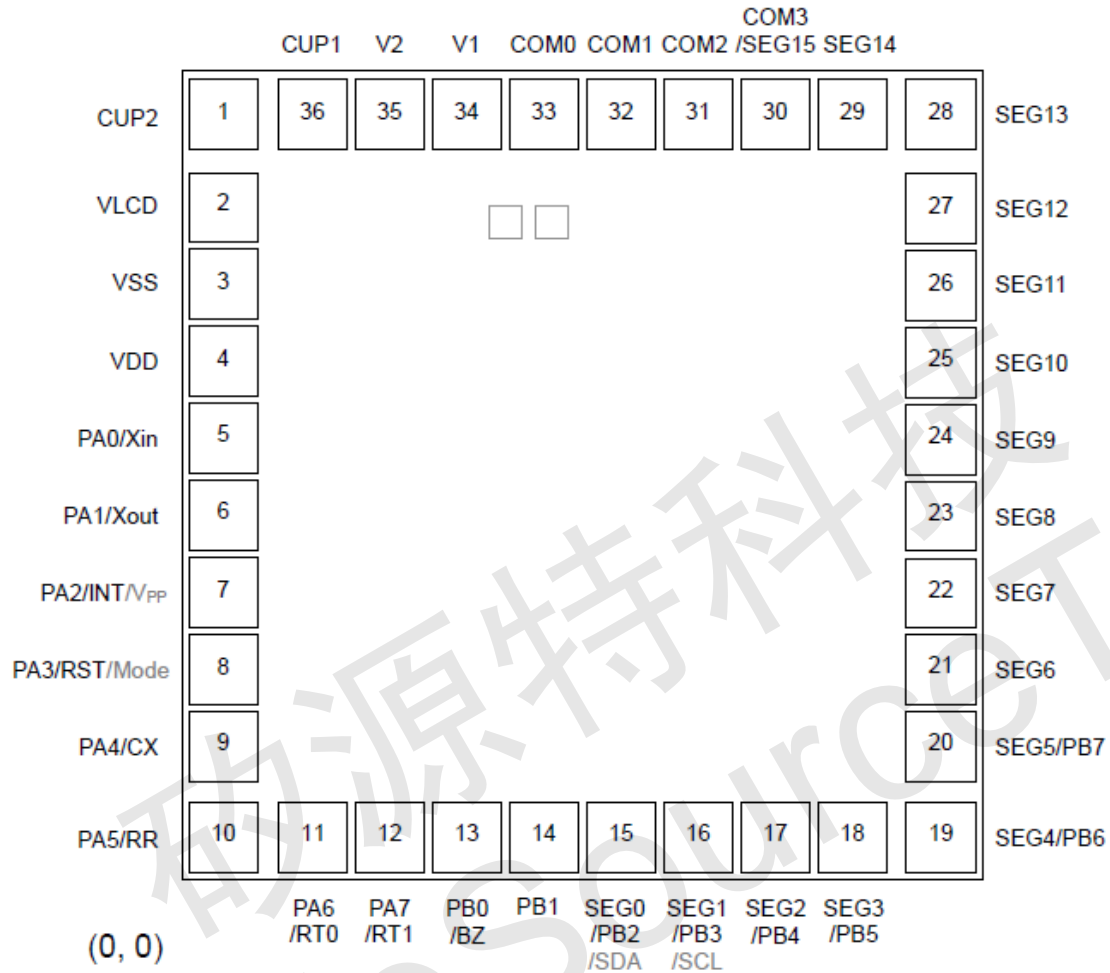 COM3
CUP1 V2 V1 COM0 COM1 COM2 /SEG15 SEG14
CUP2 1 36 35 34 33 32 31 30 29 28 SEG13
VLCD 2 27 SEG12
VSS 3 26 SEG11
VDD 4 25 SEG10
PA0/Xin 5 24 SEG9
PA1/Xout 6 23 SEG8
PA2/INT/VPP 7 22 SEG7
PA3/RST/Mode 8 21 SEG6
PA4/CX 9 20 SEG5/PB7
PA5/RR 10 11 12 13 14 15 16 17 18 19 SEG4/PB6
PA6 PA7 PB0 PB1 SEG0 SEG1 SEG2 SEG3
/RT0 /RT1 /BZ /PB2 /PB3 /PB4 /PB5
(0, 0) /SDA /SCL
矽源特科技
SourceT